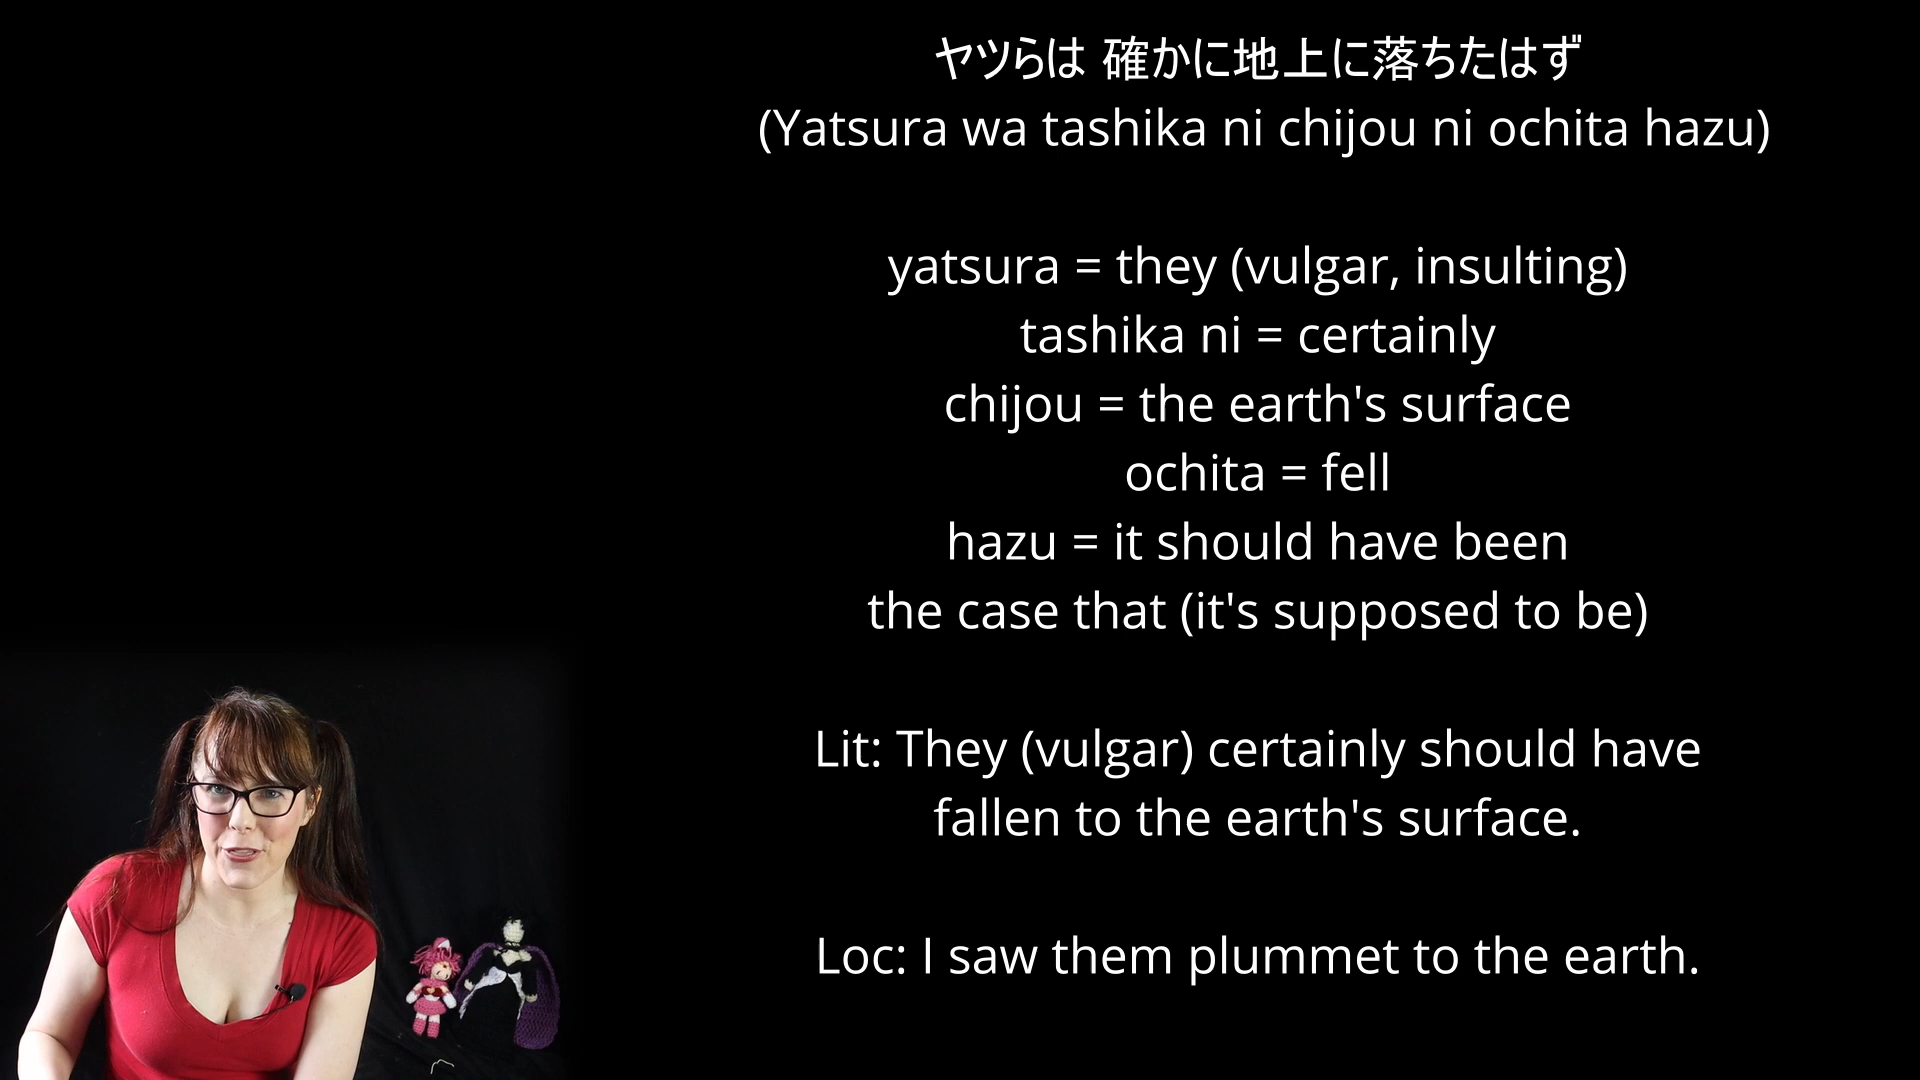 ヤツらは 確かに地上に落ちたはず
(Yatsura wa tashika ni chijou ni ochita hazu)
yatsura = they (vulgar, insulting)
tashika ni = certainly
chijou = the earth's surface
ochita = fell
hazu = it should have been
the case that (it's supposed to be)
Lit: They (vulgar) certainly should have
fallen to the earth's surface.
Loc: I saw them plummet to the earth.